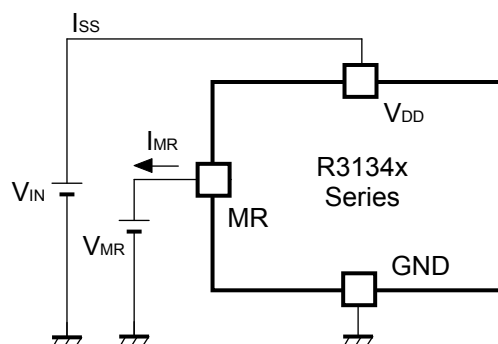 ISS
VDD
IMR
R3134x
Series
VIN
MR
VMR
GND